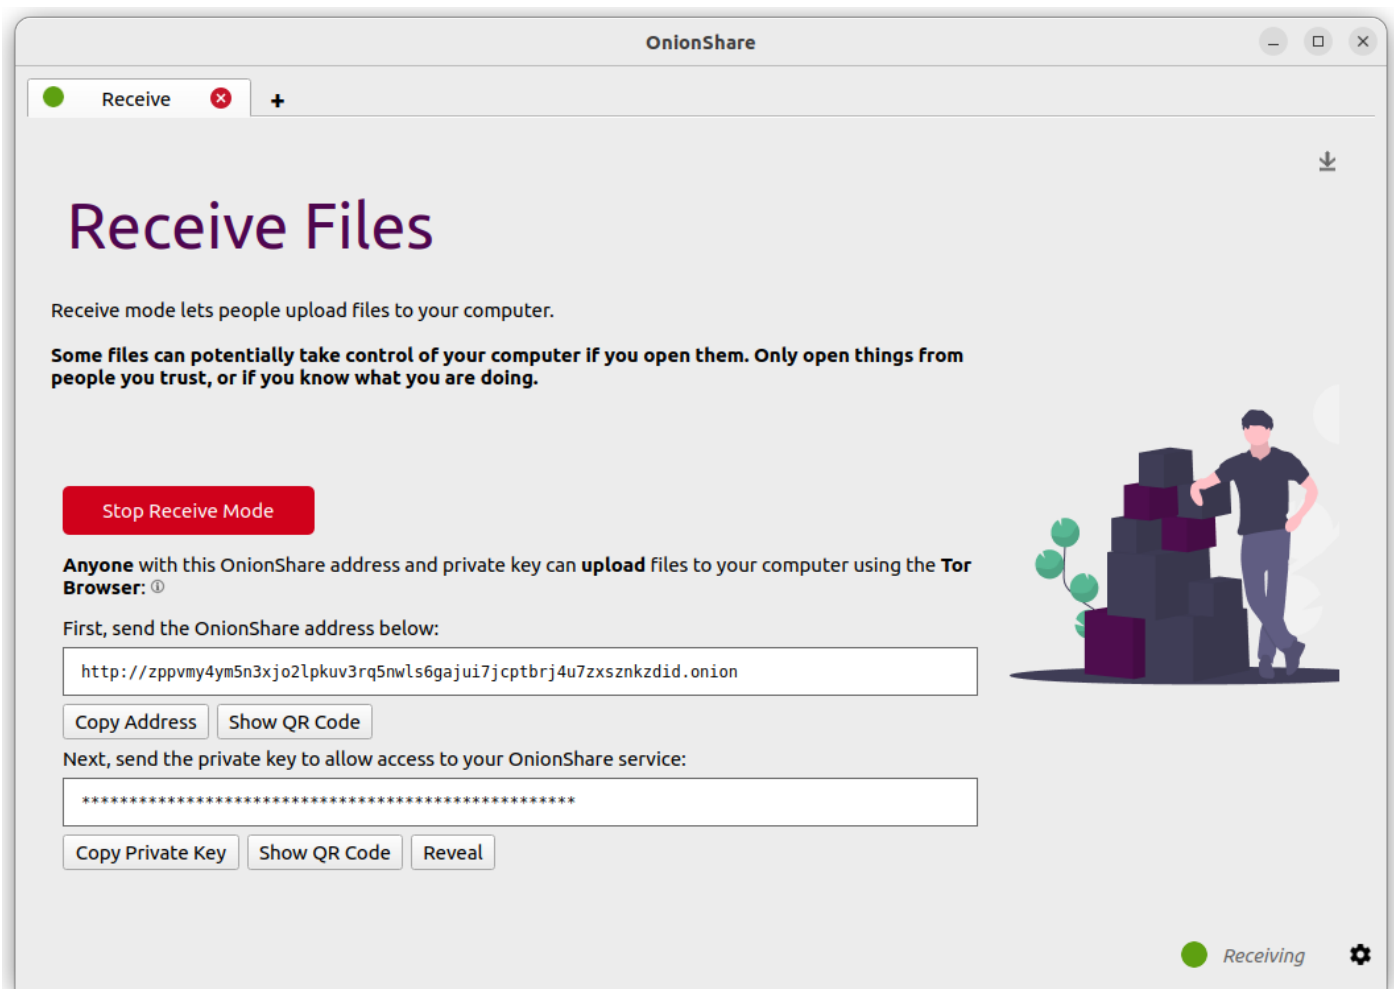 OnionShare
Receive
+
Receive Files
Receive mode lets people upload files to your computer.
Some files can potentially take control of your computer if you open them. Only open things from
people you trust, or if you know what you are doing.
Stop Receive Mode
Anyone with this OnionShare address and private key can upload files to your computer using the Tor
Browser: ⓘ
First, send the OnionShare address below:
http://zppvmy4ym5n3xjo2lpkuv3rq5nwls6gajui7jcptbrj4u7zxsznkzdid.onion
Copy Address Show QR Code
Next, send the private key to allow access to your OnionShare service:
****************************************************
Copy Private Key Show QR Code Reveal
Receiving